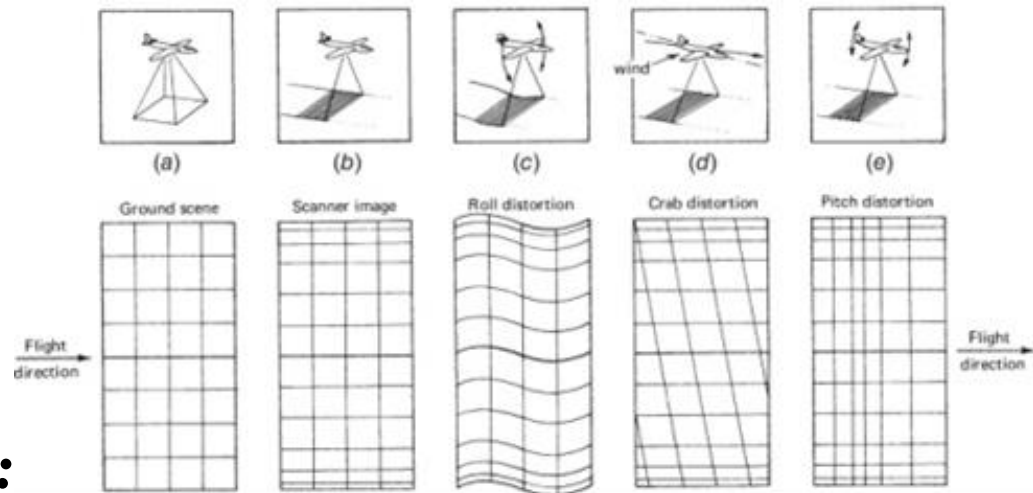 wind
(a)
(b)
(c)
(d)
(e)
Ground scene
Scanner image
Roll distortion
Crab distortion
Pitch distortion
Flight
direction
Flight
direction